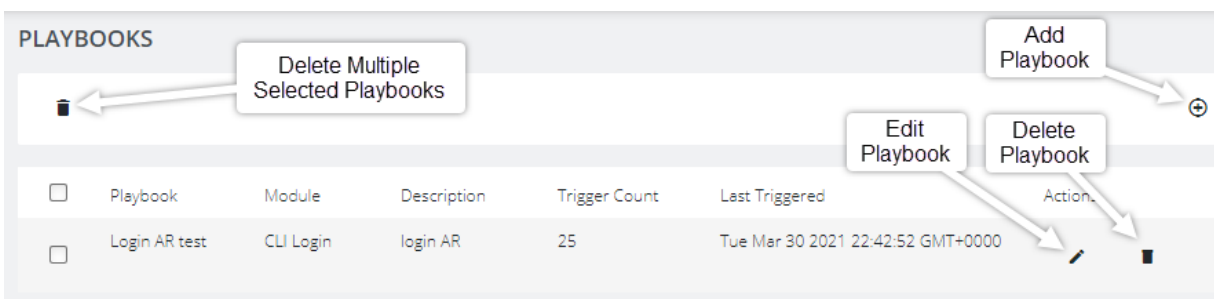 PLAYBOOKS
Delete Multiple
Selected Playbooks
Add
Playbook
Edit
Playbook
Delete
Playbook
Playbook Module Description Trigger Count Last Triggered Action
Login AR test CLI Login login AR 25 Tue Mar 30 2021 22:42:52 GMT+0000